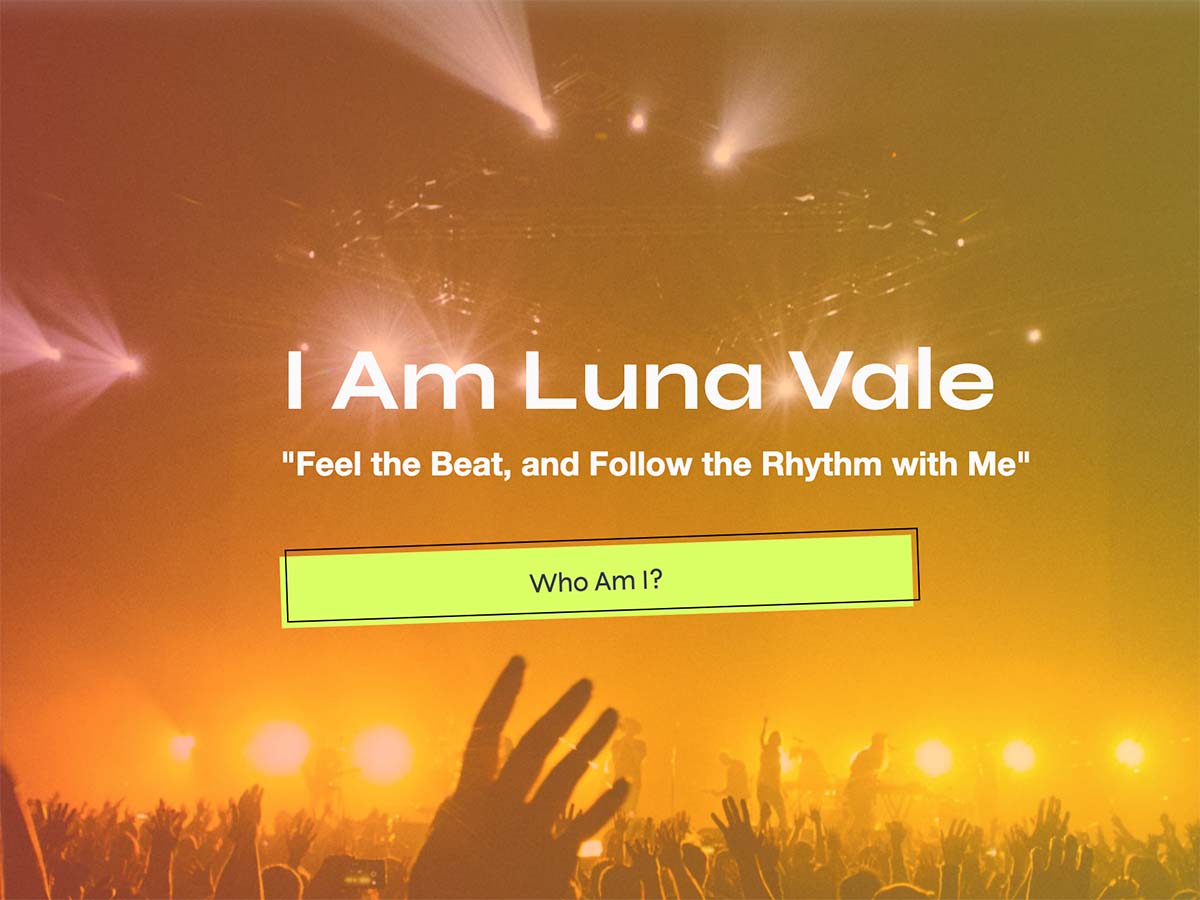 I Am Luna Vale
"Feel the Beat, and Follow the Rhythm with Me"
Who Am I?